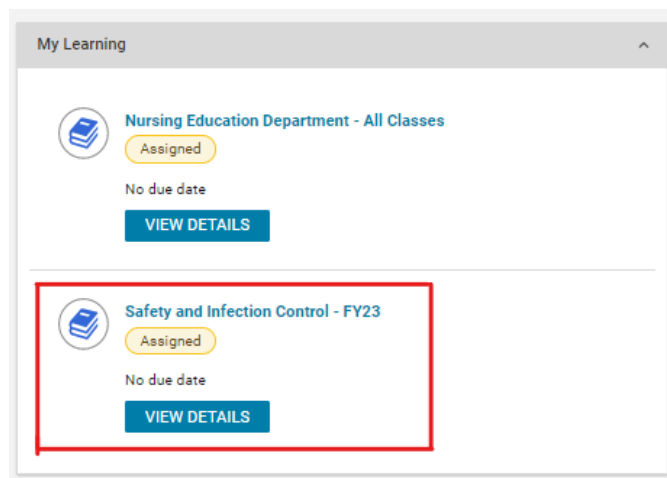 My Learning
Nursing Education Department - All Classes
Assigned
No due date
VIEW DETAILS
Safety and Infection Control - FY23
Assigned
No due date
VIEW DETAILS